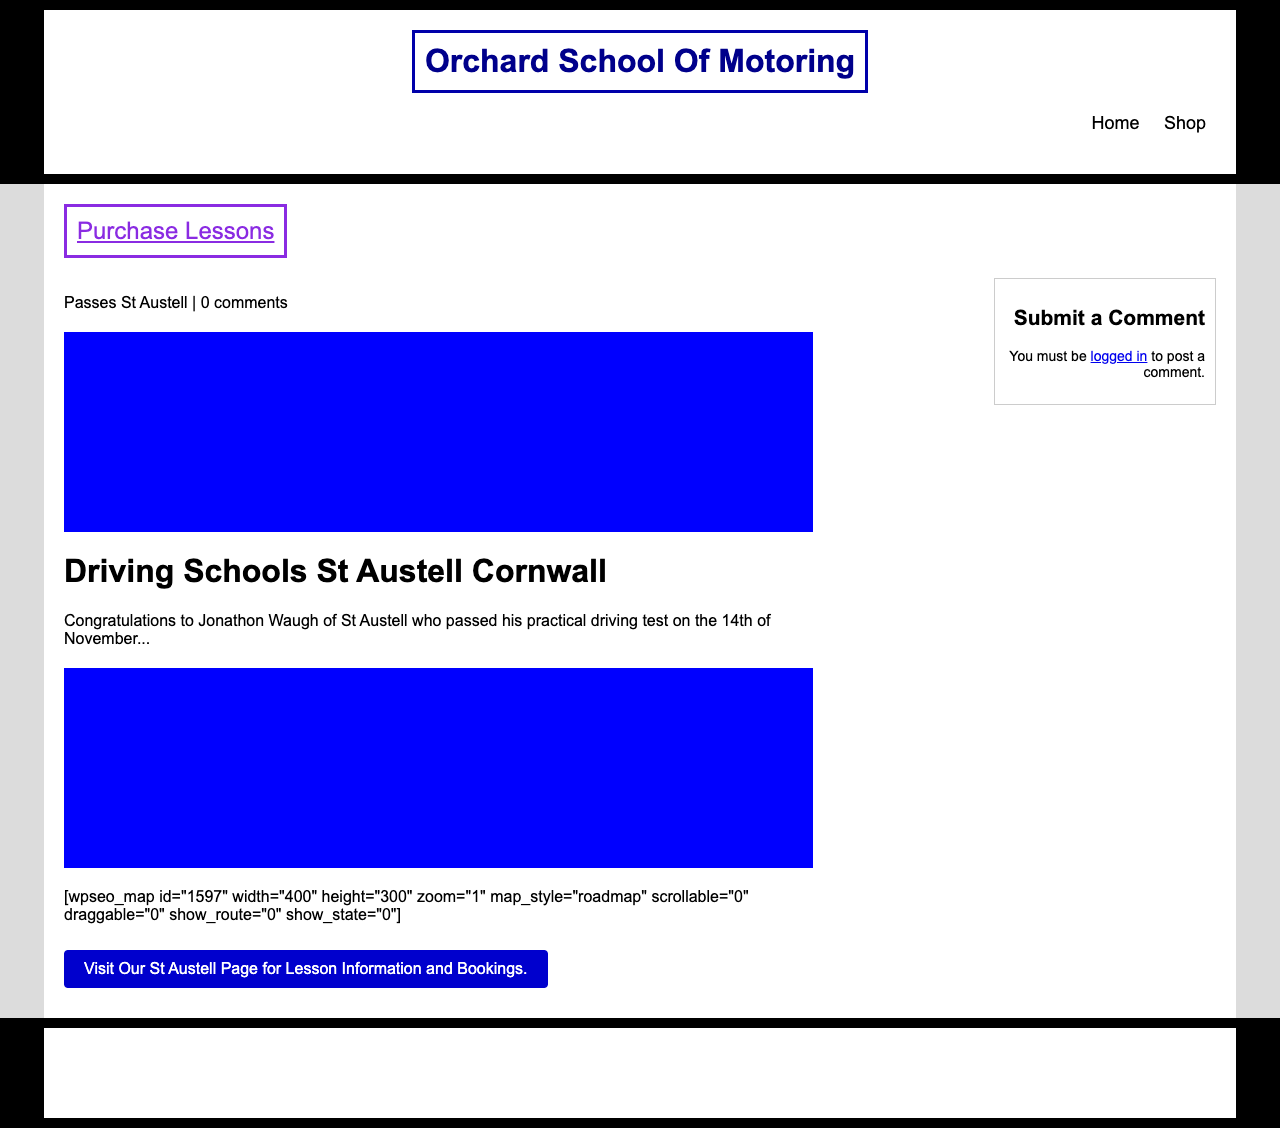 Orchard School Of Motoring
Home Shop
Purchase Lessons
Passes St Austell | 0 comments
Submit a Comment
You must be logged in to post a
comment.
Driving Schools St Austell Cornwall
Congratulations to Jonathon Waugh of St Austell who passed his practical driving test on the 14th of
November...
[wpseo_map id="1597" width="400" height="300" zoom="1" map_style="roadmap" scrollable="0"
draggable="0" show_route="0" show_state="0"]
Visit Our St Austell Page for Lesson Information and Bookings.